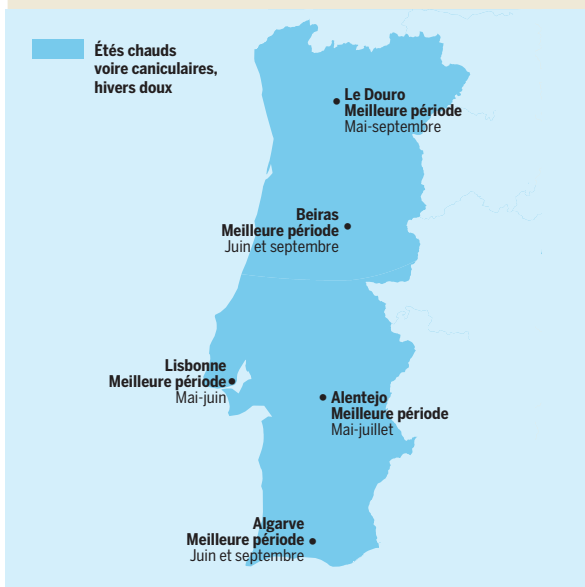 Étés chauds
voire caniculaires,
hivers doux
Le Douro
Meilleure période
Mai-septembre
Beiras
Meilleure période
Juin et septembre
Lisbonne
Meilleure période
Mai-juin
Alentejo
Meilleure période
Mai-juillet
Algarve
Meilleure période
Juin et septembre